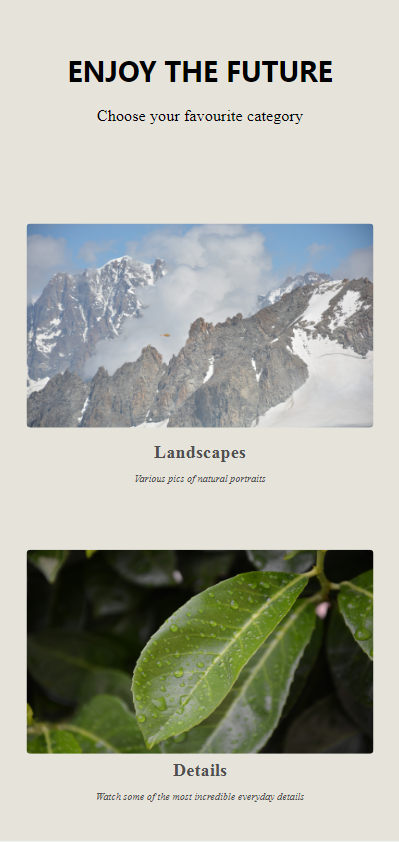 ENJOY THE FUTURE
Choose your favourite category
Landscapes
Various pics of natural portraits
Details
Watch some of the most incredible everyday details